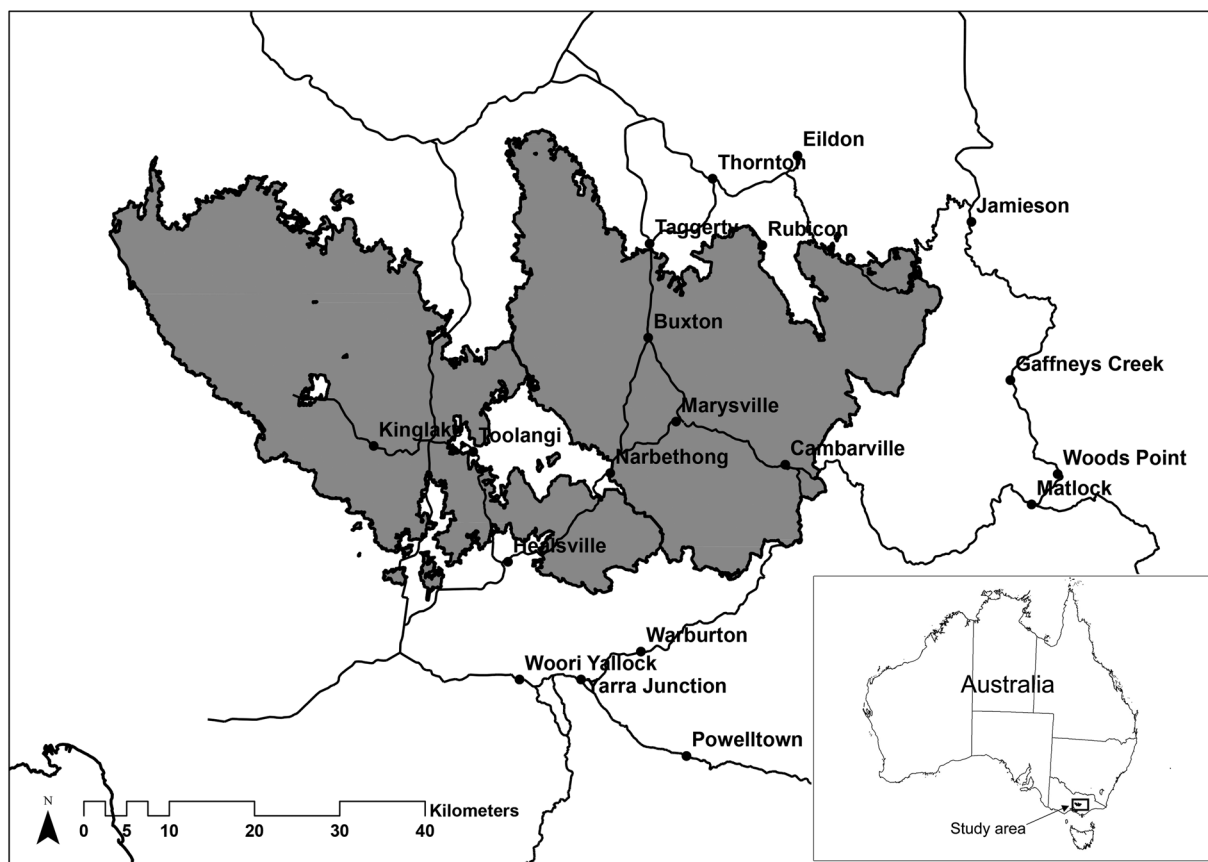 Eildon
Thornton
Jamieson
Taggerty
Rubicon
Buxton
Gaffneys Creek
Marysville
Kinglake
Toolangi
Cambarville
Narbethong
Woods Point
Matlock
Healsville
Warburton
Woori Yallock
Yarra Junction
Australia
Powelltown
N
Kilometers
0 5 10 20 30 40
Study area